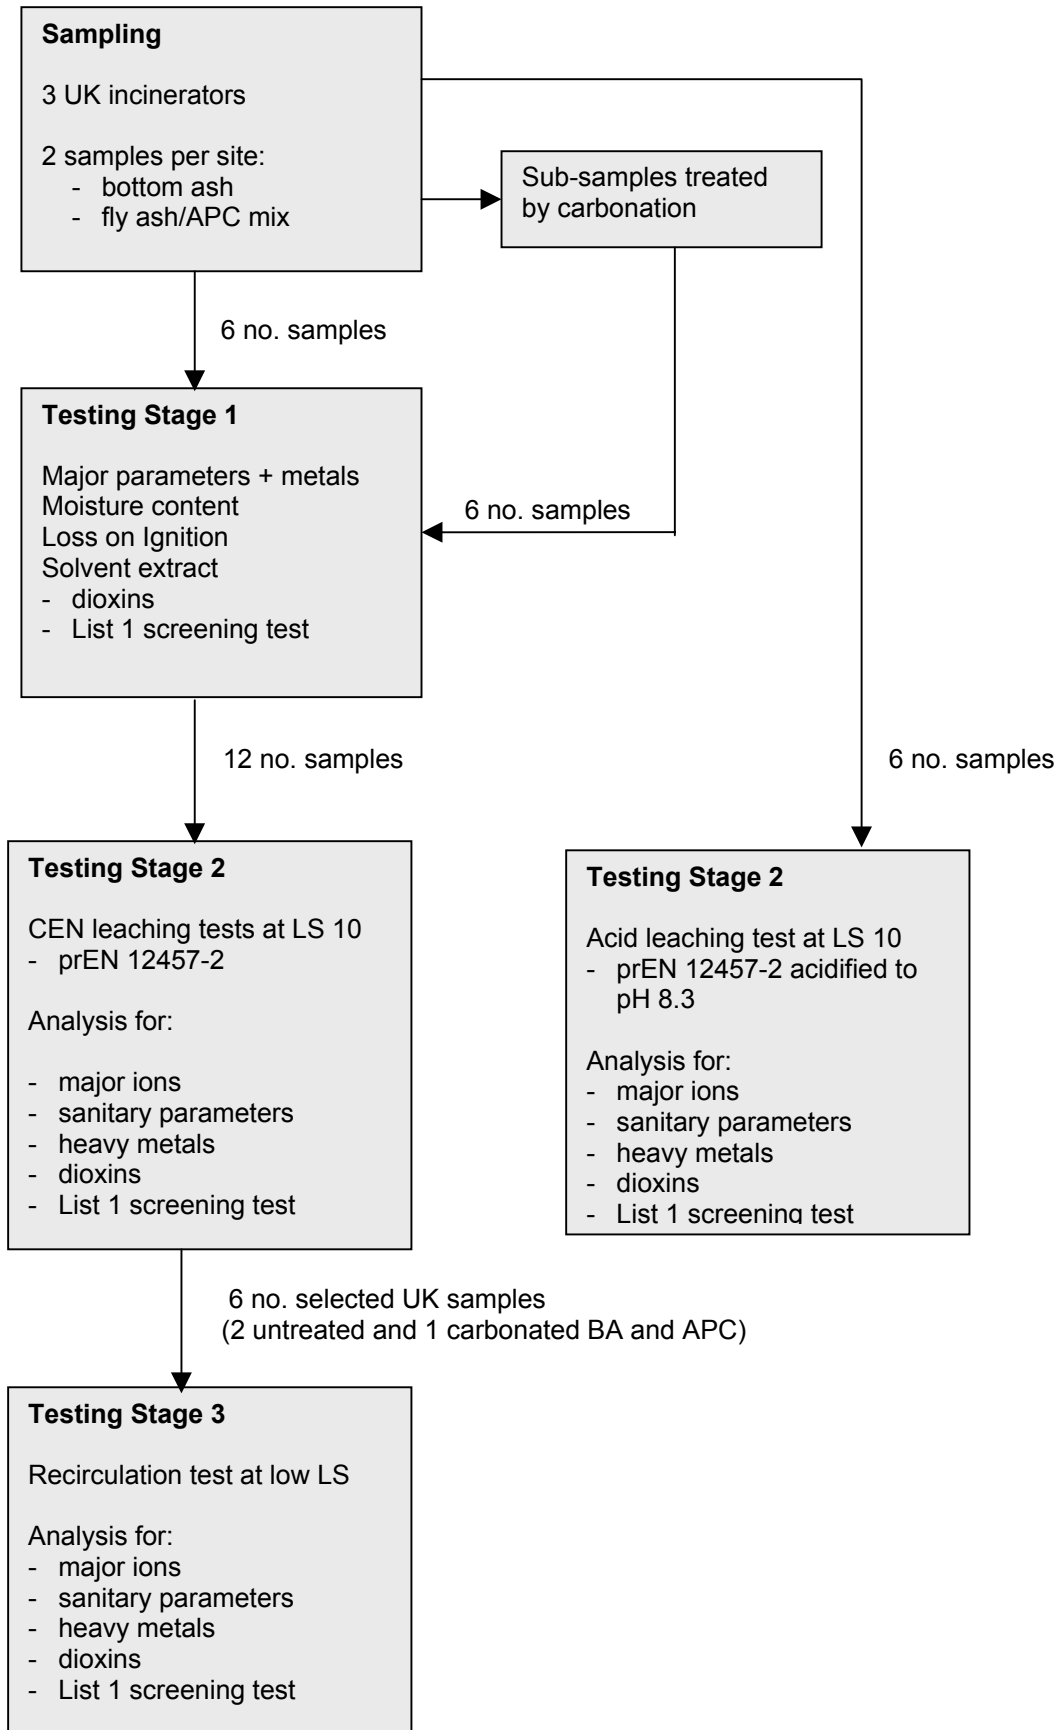 Sampling
3 UK incinerators
2 samples per site:
- bottom ash
- fly ash/APC mix
Sub-samples treated
by carbonation
6 no. samples
Testing Stage 1
Major parameters + metals
Moisture content
Loss on Ignition
Solvent extract
- dioxins
- List 1 screening test
6 no. samples
12 no. samples
6 no. samples
Testing Stage 2
CEN leaching tests at LS 10
- prEN 12457-2
Analysis for:
- major ions
- sanitary parameters
- heavy metals
- dioxins
- List 1 screening test
Testing Stage 2
Acid leaching test at LS 10
- prEN 12457-2 acidified to
pH 8.3
Analysis for:
- major ions
- sanitary parameters
- heavy metals
- dioxins
- List 1 screening test
6 no. selected UK samples
(2 untreated and 1 carbonated BA and APC)
Testing Stage 3
Recirculation test at low LS
Analysis for:
- major ions
- sanitary parameters
- heavy metals
- dioxins
- List 1 screening test